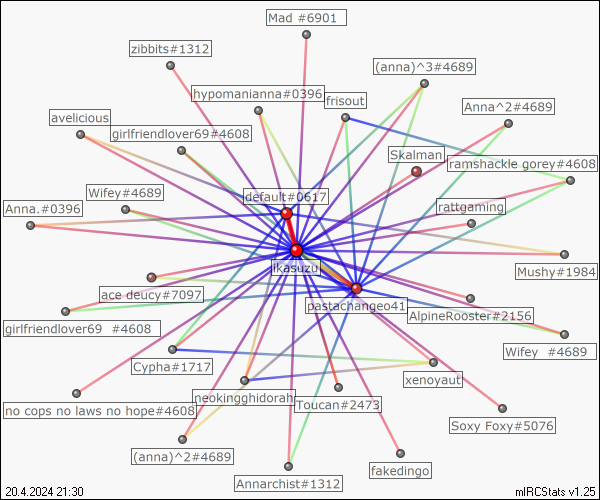 Mad #6901
zibbits#1312
(anna)^3#4689
hypomanianna#0396
frisout
Anna^2#4689
avelicious
girlfriendlover69#4608
Skalman
ramshackle gorey#4608
Wifey#4689
default#0617
Anna.#0396
rattgaming
ikasuzu
Mushy#1984
ace deucy#7097
pastachangeo41
AlpineRooster#2156
girlfriendlover69 #4608
Wifey #4689
Cypha#1717
xenoyaut
neokingghidorah
Toucan#2473
no cops no laws no hope#4608
Soxy Foxy#5076
(anna)^2#4689
fakedingo
Annarchist#1312
20.4.2024 21:30
mIRCStats v1.25